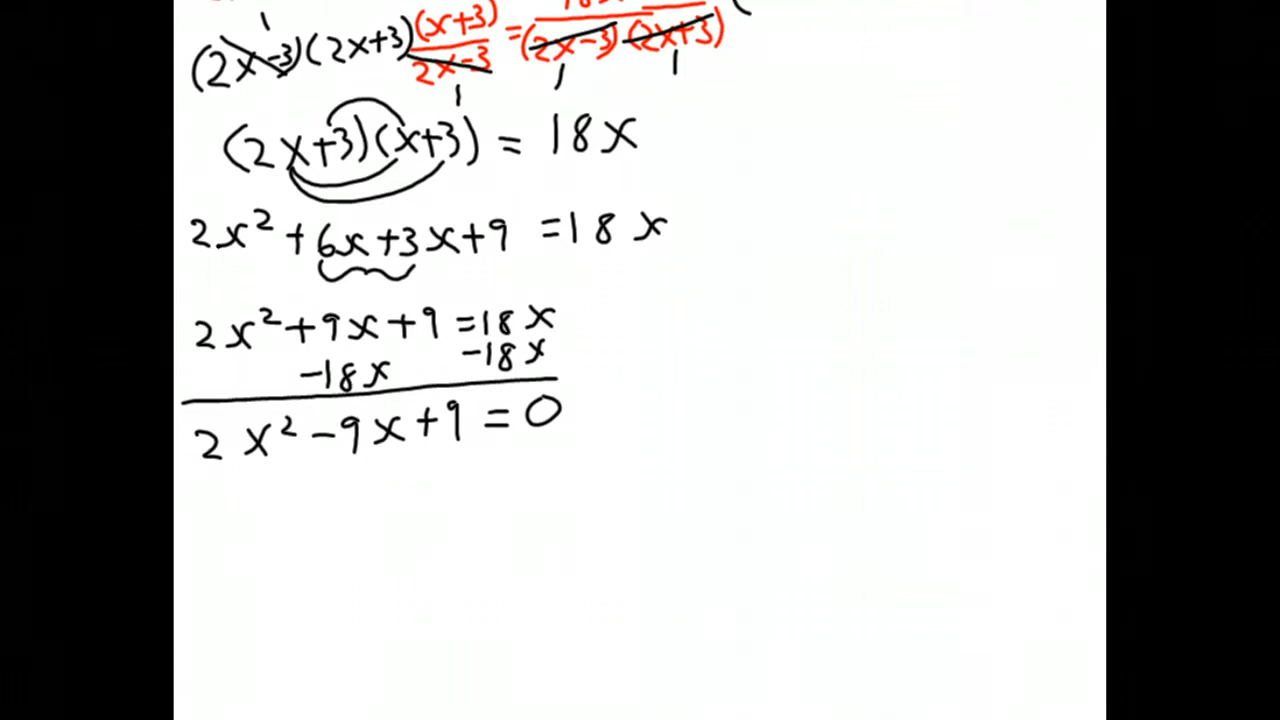 (2x-3)(2x+3)(x+3)/2x-3 = /(2x-3)(2x+3)
(2x+3)(x+3) = 18x
2x²+6x+3x+9 =18x
2x²+9x+9 =18x
-18x -18x
2x²-9x+9 = 0